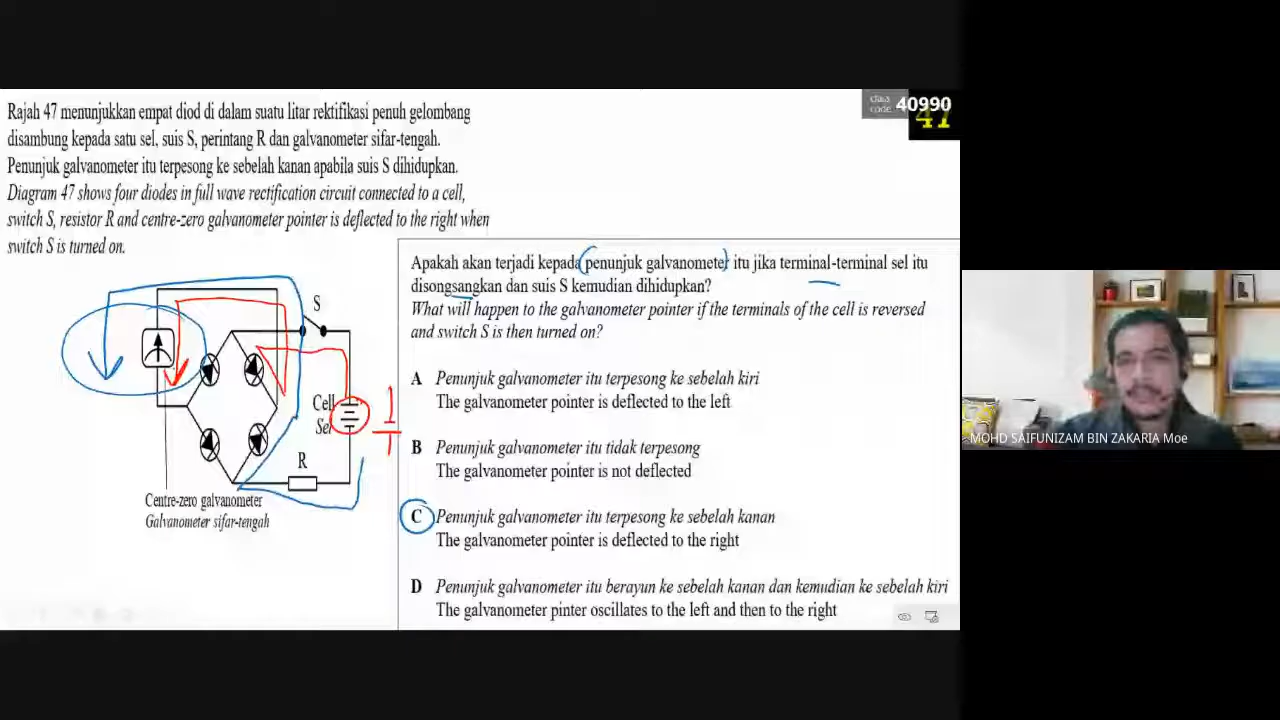 Rajah 47 menunjukkan empat diod di dalam suatu litar rektifikasi penuh gelombang
disambung kepada satu sel, suis S, perintang R dan galvanometer sifar-tengah.
Penunjuk galvanometer itu terpesong ke sebelah kanan apabila suis S dihidupkan.
Diagram 47 shows four diodes in full wave rectification circuit connected to a cell,
switch S, resistor R and centre-zero galvanometer pointer is deflected to the right when
switch S is turned on.
class code 40990
47
S
Cell
Sel
R
Centre-zero galvanometer
Galvanometer sifar-tengah
Apakah akan terjadi kepada penunjuk galvanometer itu jika terminal-terminal sel itu
disongsangkan dan suis S kemudian dihidupkan?
What will happen to the galvanometer pointer if the terminals of the cell is reversed
and switch S is then turned on?
A Penunjuk galvanometer itu terpesong ke sebelah kiri
The galvanometer pointer is deflected to the left
B Penunjuk galvanometer itu tidak terpesong
The galvanometer pointer is not deflected
C Penunjuk galvanometer itu terpesong ke sebelah kanan
The galvanometer pointer is deflected to the right
D Penunjuk galvanometer itu berayun ke sebelah kanan dan kemudian ke sebelah kiri
The galvanometer pinter oscillates to the left and then to the right
MOHD SAIFUNIZAM BIN ZAKARIA Moe